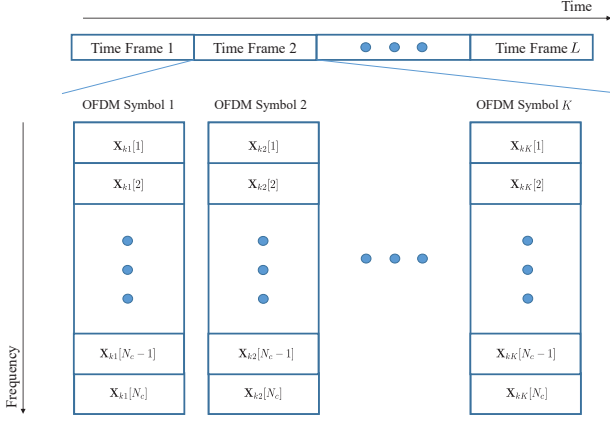 Time
Time Frame 1 Time Frame 2 Time Frame L
OFDM Symbol 1 OFDM Symbol 2 OFDM Symbol K
X_{k1}[1] X_{k2}[1] X_{kK}[1]
X_{k1}[2] X_{k2}[2] X_{kK}[2]
X_{k1}[N_c − 1] X_{k2}[N_c − 1] X_{kK}[N_c − 1]
X_{k1}[N_c] X_{k2}[N_c] X_{kK}[N_c]
Frequency